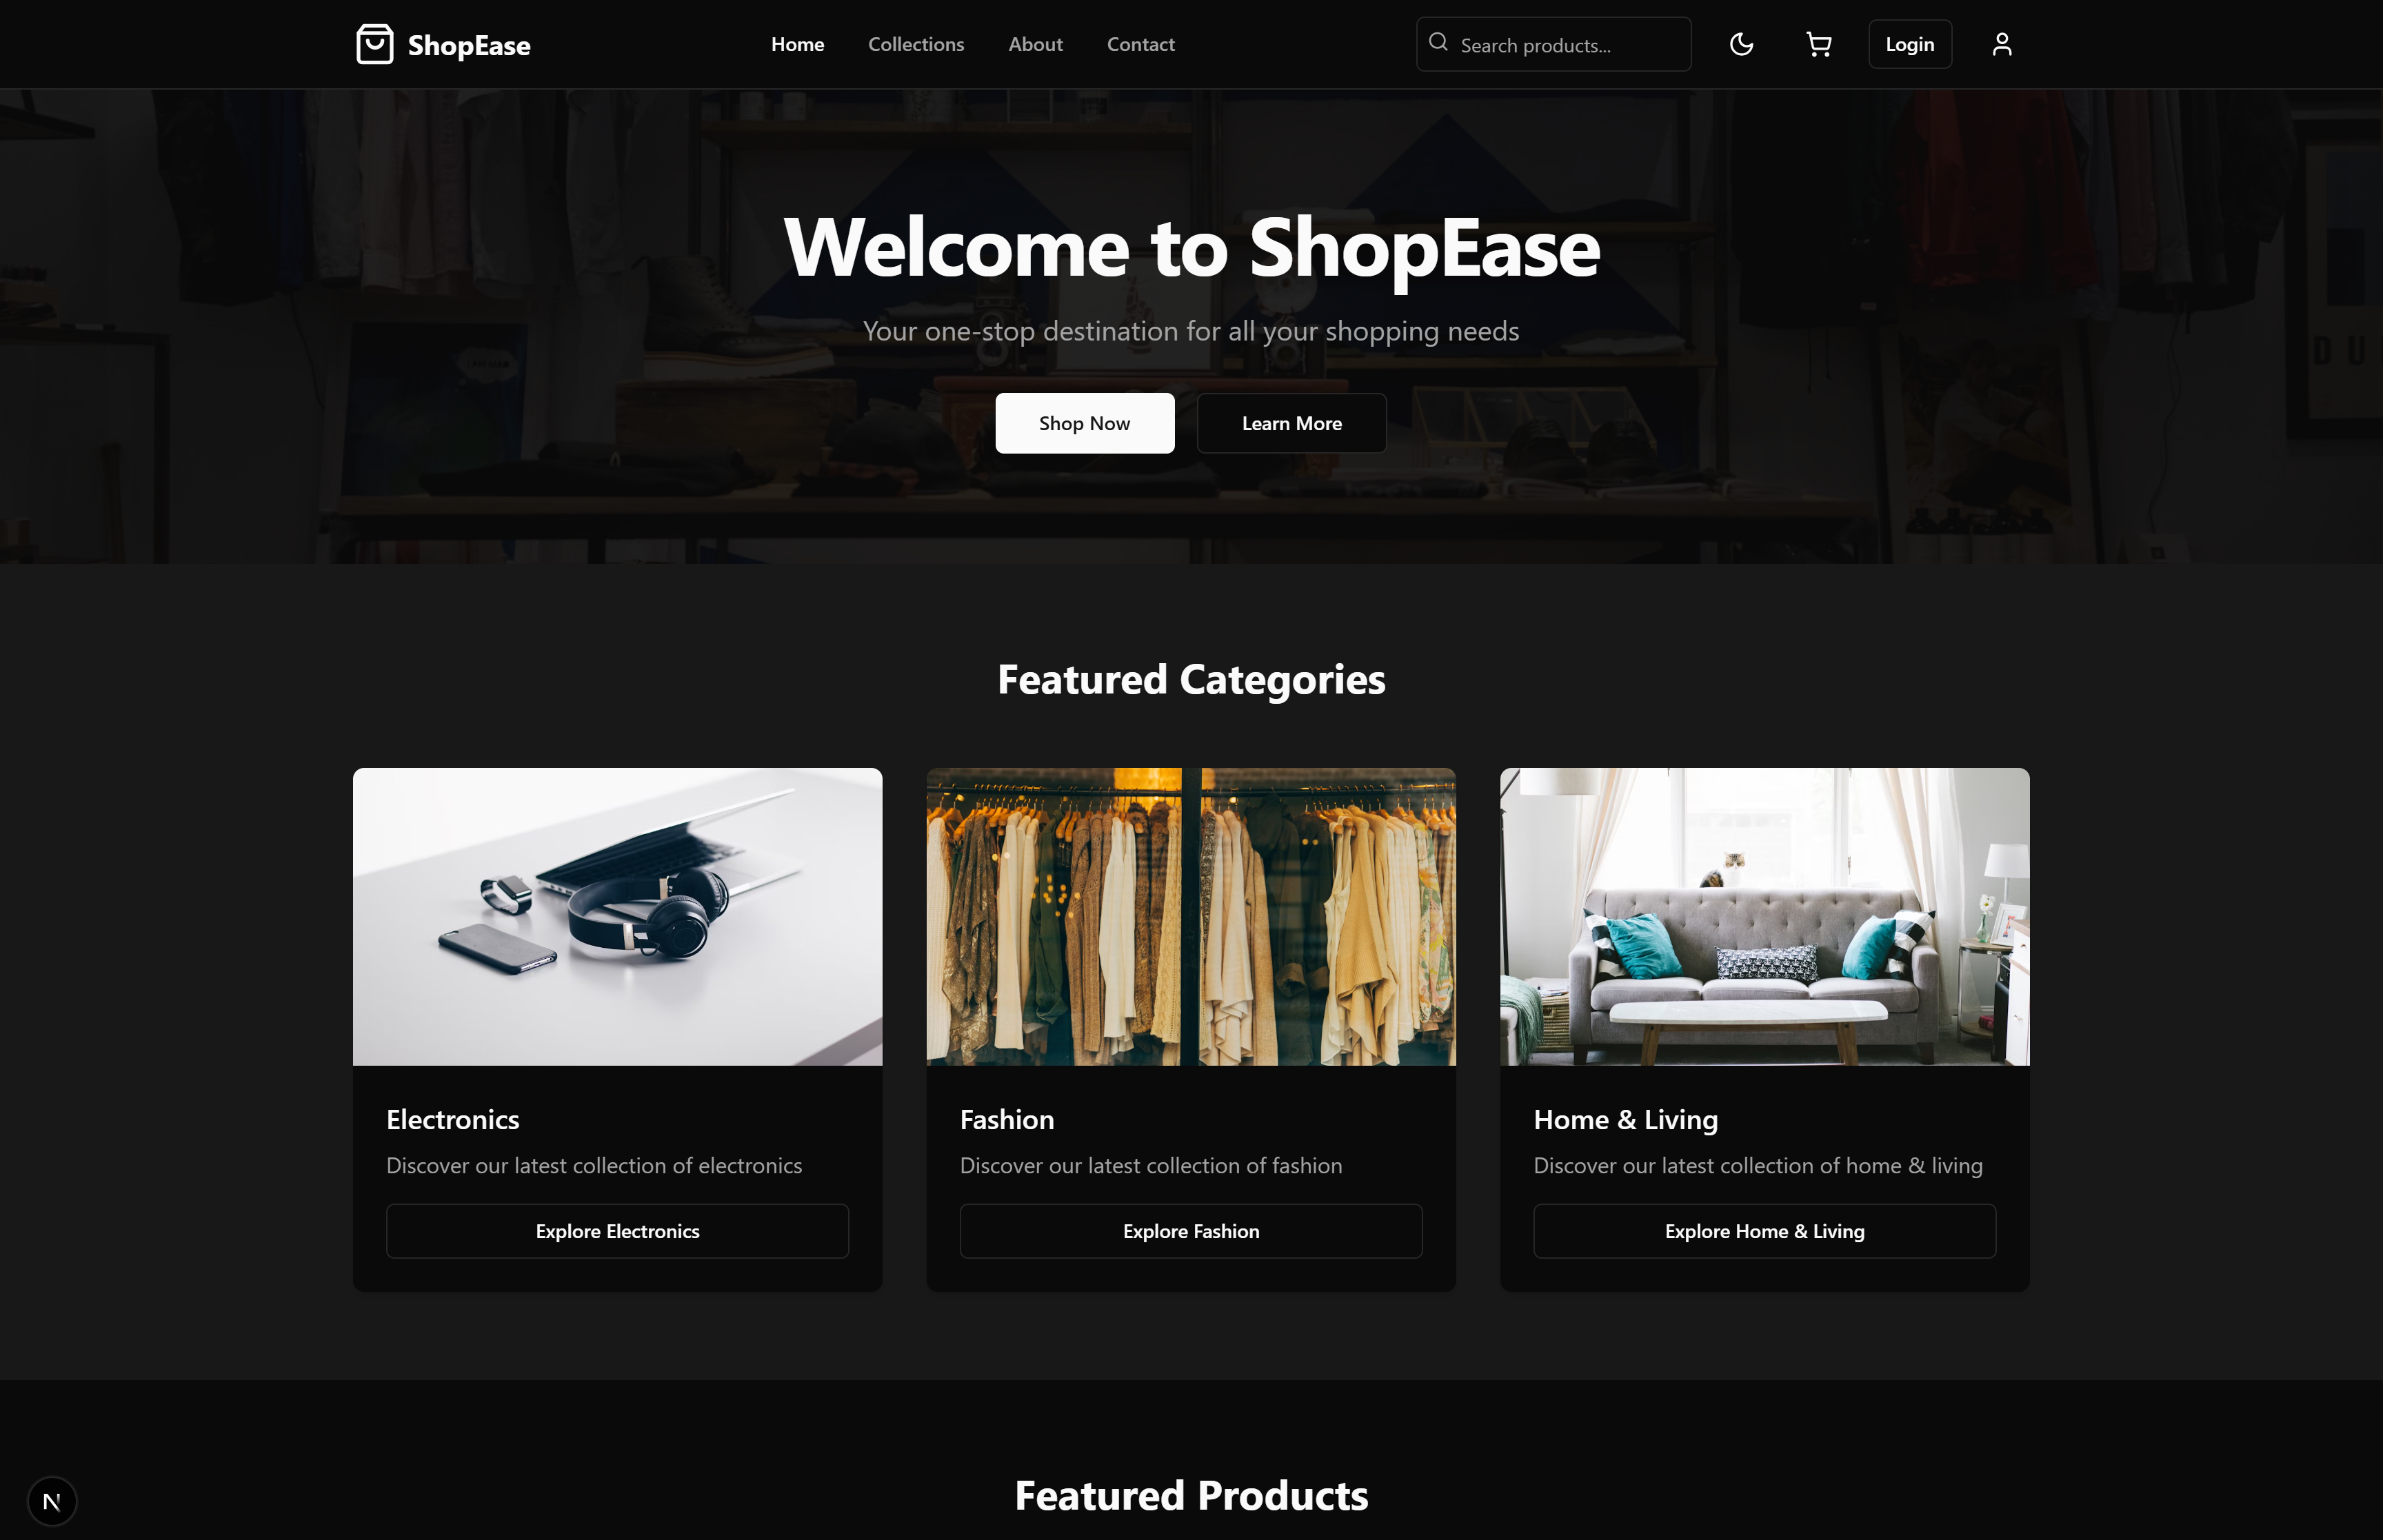 ShopEase
Home
Collections
About
Contact
Search products...
Login
Welcome to ShopEase
Your one-stop destination for all your shopping needs
Shop Now
Learn More
DU
Featured Categories
Electronics
Discover our latest collection of electronics
Explore Electronics
Fashion
Discover our latest collection of fashion
Explore Fashion
Home & Living
Discover our latest collection of home & living
Explore Home & Living
Featured Products
N